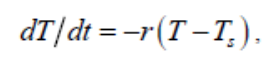 dT/dt = −r(T − Tₛ),